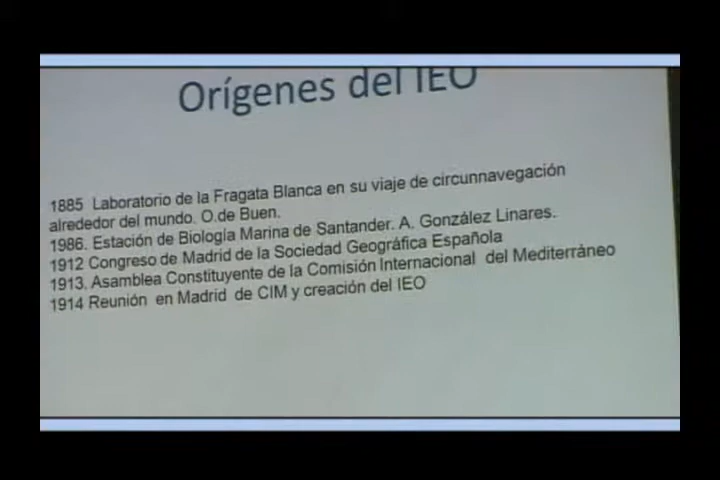 Orígenes del IEO
1885 Laboratorio de la Fragata Blanca en su viaje de circunnavegación
alrededor del mundo. O.de Buen.
1986. Estación de Biología Marina de Santander. A. González Linares.
1912 Congreso de Madrid de la Sociedad Geográfica Española
1913. Asamblea Constituyente de la Comisión Internacional del Mediterráneo
1914 Reunión en Madrid de CIM y creación del IEO